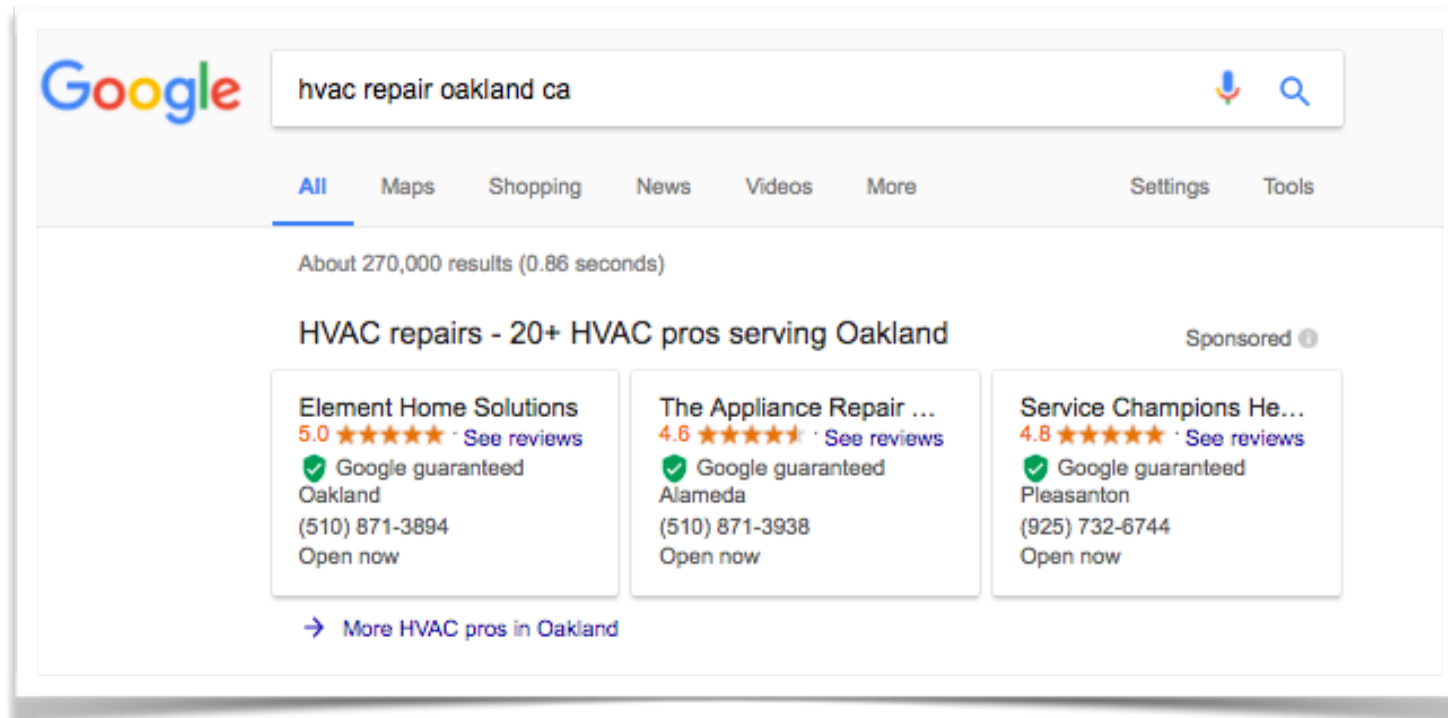 Google
hvac repair oakland ca
All Maps Shopping News Videos More Settings Tools
About 270,000 results (0.86 seconds)
HVAC repairs - 20+ HVAC pros serving Oakland
Sponsored
Element Home Solutions
5.0 · See reviews
Google guaranteed
Oakland
(510) 871-3894
Open now
The Appliance Repair ...
4.6 · See reviews
Google guaranteed
Alameda
(510) 871-3938
Open now
Service Champions He...
4.8 · See reviews
Google guaranteed
Pleasanton
(925) 732-6744
Open now
→ More HVAC pros in Oakland